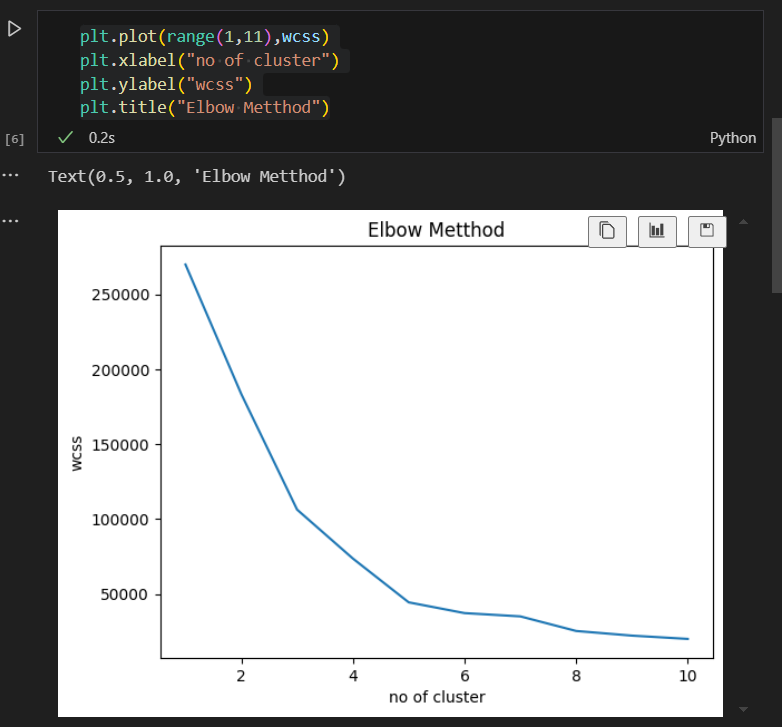 plt.plot(range(1,11),wcss)
plt.xlabel("no of cluster")
plt.ylabel("wcss")
plt.title("Elbow Metthod")
[6]
0.2s
Python
Text(0.5, 1.0, 'Elbow Metthod')
Elbow Metthod
250000
200000
150000
100000
50000
wcss
2 4 6 8 10
no of cluster